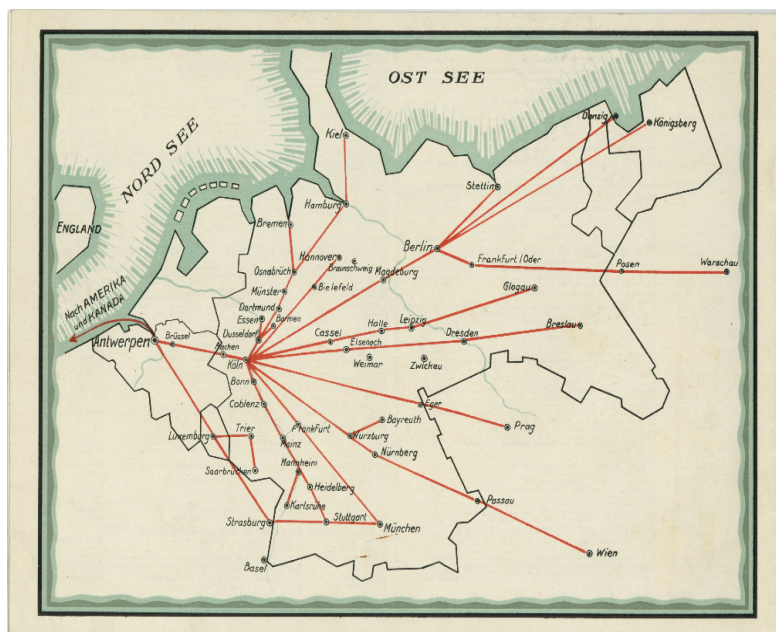 OST SEE
NORD SEE
ENGLAND
Nach AMERIKA
und KANADA
Kiel
Danzig
Königsberg
Stettin
Hamburg
Bremen
Berlin
Hannover
Braunschweig
Frankfurt/Oder
Posen
Warschau
Osnabrück
Magdeburg
Münster
Bielefeld
Glogau
Dortmund
Essen
Barmen
Dusseldorf
Cassel
Halle
Leipzig
Breslau
Antwerpen
Brüssel
Aachen
Köln
Eisenach
Dresden
Weimar
Zwickau
Bonn
Coblenz
Eger
Prag
Frankfurt
Bayreuth
Luxemburg
Trier
Mainz
Wurzburg
Nürnberg
Saarbrücken
Mannheim
Heidelberg
Karlsruhe
Passau
Strasburg
Stuttgart
München
Wien
Basel